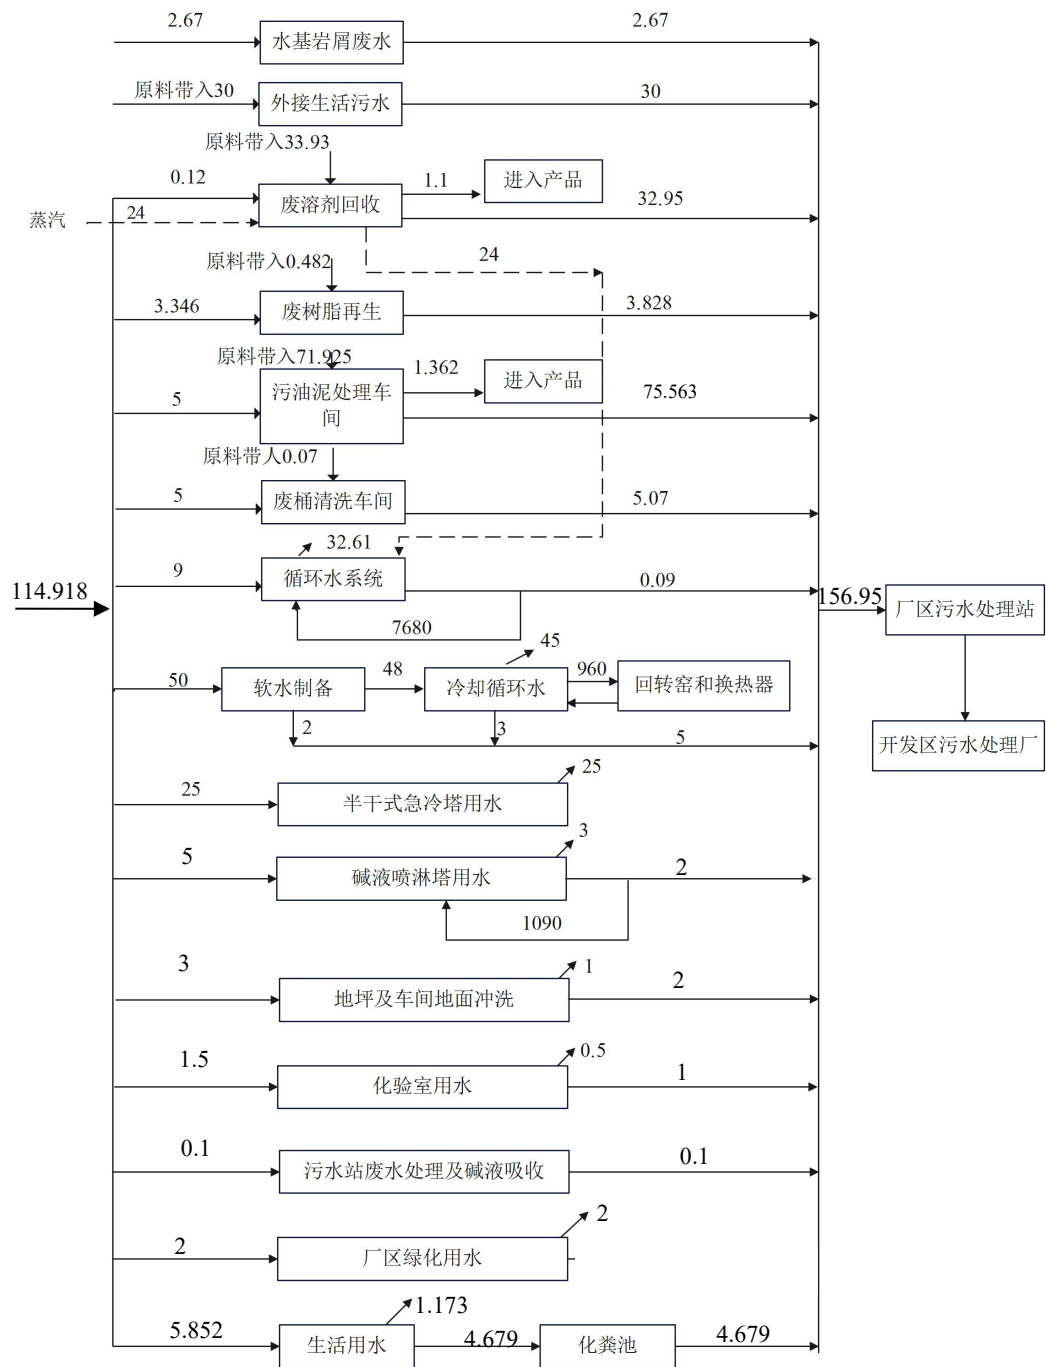 2.67
水基岩屑废水
2.67
原料带入30
外接生活污水
30
原料带入33.93
0.12
废溶剂回收
1.1
进入产品
32.95
蒸汽
24
24
原料带入0.482
3.346
废树脂再生
3.828
原料带入71.925
5
污油泥处理车
间
1.362
进入产品
75.563
原料带人0.07
5
废桶清洗车间
5.07
32.61
9
循环水系统
0.09
7680
114.918
156.95
厂区污水处理站
开发区污水处理厂
50
软水制备
48
冷却循环水
45
960
回转窑和换热器
2
3
5
25
半干式急冷塔用水
25
5
碱液喷淋塔用水
3
2
1090
3
地坪及车间地面冲洗
1
2
1.5
化验室用水
0.5
1
0.1
污水站废水处理及碱液吸收
0.1
2
厂区绿化用水
2
5.852
生活用水
1.173
4.679
化粪池
4.679